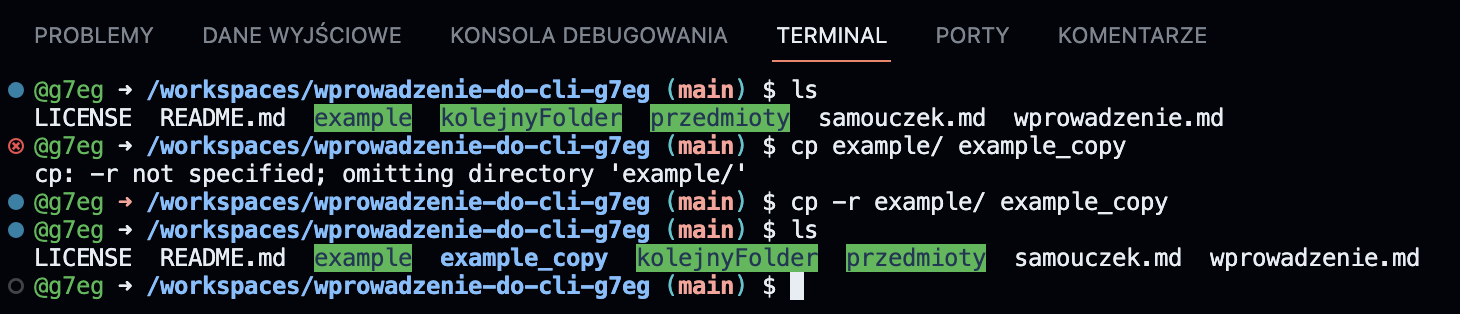 PROBLEMY DANE WYJŚCIOWE KONSOLA DEBUGOWANIA TERMINAL PORTY KOMENTARZE
@g7eg ➜ /workspaces/wprowadzenie-do-cli-g7eg (main) $ ls
LICENSE README.md example kolejnyFolder przedmioty samouczek.md wprowadzenie.md
@g7eg ➜ /workspaces/wprowadzenie-do-cli-g7eg (main) $ cp example/ example_copy
cp: -r not specified; omitting directory 'example/'
@g7eg ➜ /workspaces/wprowadzenie-do-cli-g7eg (main) $ cp -r example/ example_copy
@g7eg ➜ /workspaces/wprowadzenie-do-cli-g7eg (main) $ ls
LICENSE README.md example example_copy kolejnyFolder przedmioty samouczek.md wprowadzenie.md
@g7eg ➜ /workspaces/wprowadzenie-do-cli-g7eg (main) $